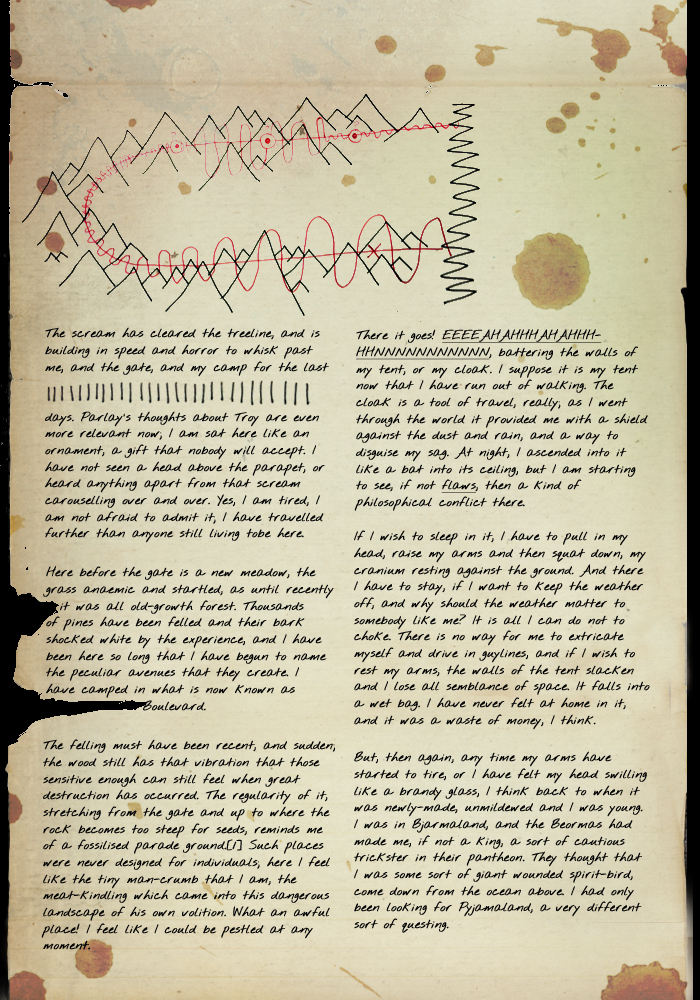 The scream has cleared the treeline, and is
building in speed and horror to whisk past
me, and the gate, and my camp for the last
days. Parlay's thoughts about Troy are even
more relevant now, I am sat here like an
ornament, a gift that nobody will accept. I
have not seen a head above the parapet, or
heard anything apart from that scream
carouselling over and over. Yes, I am tired, I
am not afraid to admit it, I have travelled
further than anyone still living tobe here.
Here before the gate is a new meadow, the
grass anaemic and startled, as until recently
it was all old-growth forest. Thousands
of pines have been felled and their bark
shocked white by the experience, and I have
been here so long that I have begun to name
the peculiar avenues that they create. I
have camped in what is now known as
Boulevard.
The felling must have been recent, and sudden,
the wood still has that vibration that those
sensitive enough can still feel when great
destruction has occurred. The regularity of it,
stretching from the gate and up to where the
rock becomes too steep for seeds, reminds me
of a fossilised parade ground[1] Such places
were never designed for individuals, here I feel
like the tiny man-crumb that I am, the
meat-kindling which came into this dangerous
landscape of his own volition. What an awful
place! I feel like I could be pestled at any
moment.
There it goes! EEEEAHAHHHAHAHHH-
HHNNNNNNNNNNN, battering the walls of
my tent, or my cloak. I suppose it is my tent
now that I have run out of walking. The
cloak is a tool of travel, really, as I went
through the world it provided me with a shield
against the dust and rain, and a way to
disguise my sag. At night, I ascended into it
like a bat into its ceiling, but I am starting
to see, if not flaws, then a kind of
philosophical conflict there.
If I wish to sleep in it, I have to pull in my
head, raise my arms and then squat down, my
cranium resting against the ground. And there
I have to stay, if I want to keep the weather
off, and why should the weather matter to
somebody like me? It is all I can do not to
choke. There is no way for me to extricate
myself and drive in guylines, and if I wish to
rest my arms, the walls of the tent slacken
and I lose all semblance of space. It falls into
a wet bag. I have never felt at home in it,
and it was a waste of money, I think.
But, then again, any time my arms have
started to tire, or I have felt my head swilling
like a brandy glass, I think back to when it
was newly-made, unmildewed and I was young.
I was in Bjarmaland, and the Beormas had
made me, if not a king, a sort of cautious
trickster in their pantheon. They thought that
I was some sort of giant wounded spirit-bird,
come down from the ocean above. I had only
been looking for Pyjamaland, a very different
sort of questing.